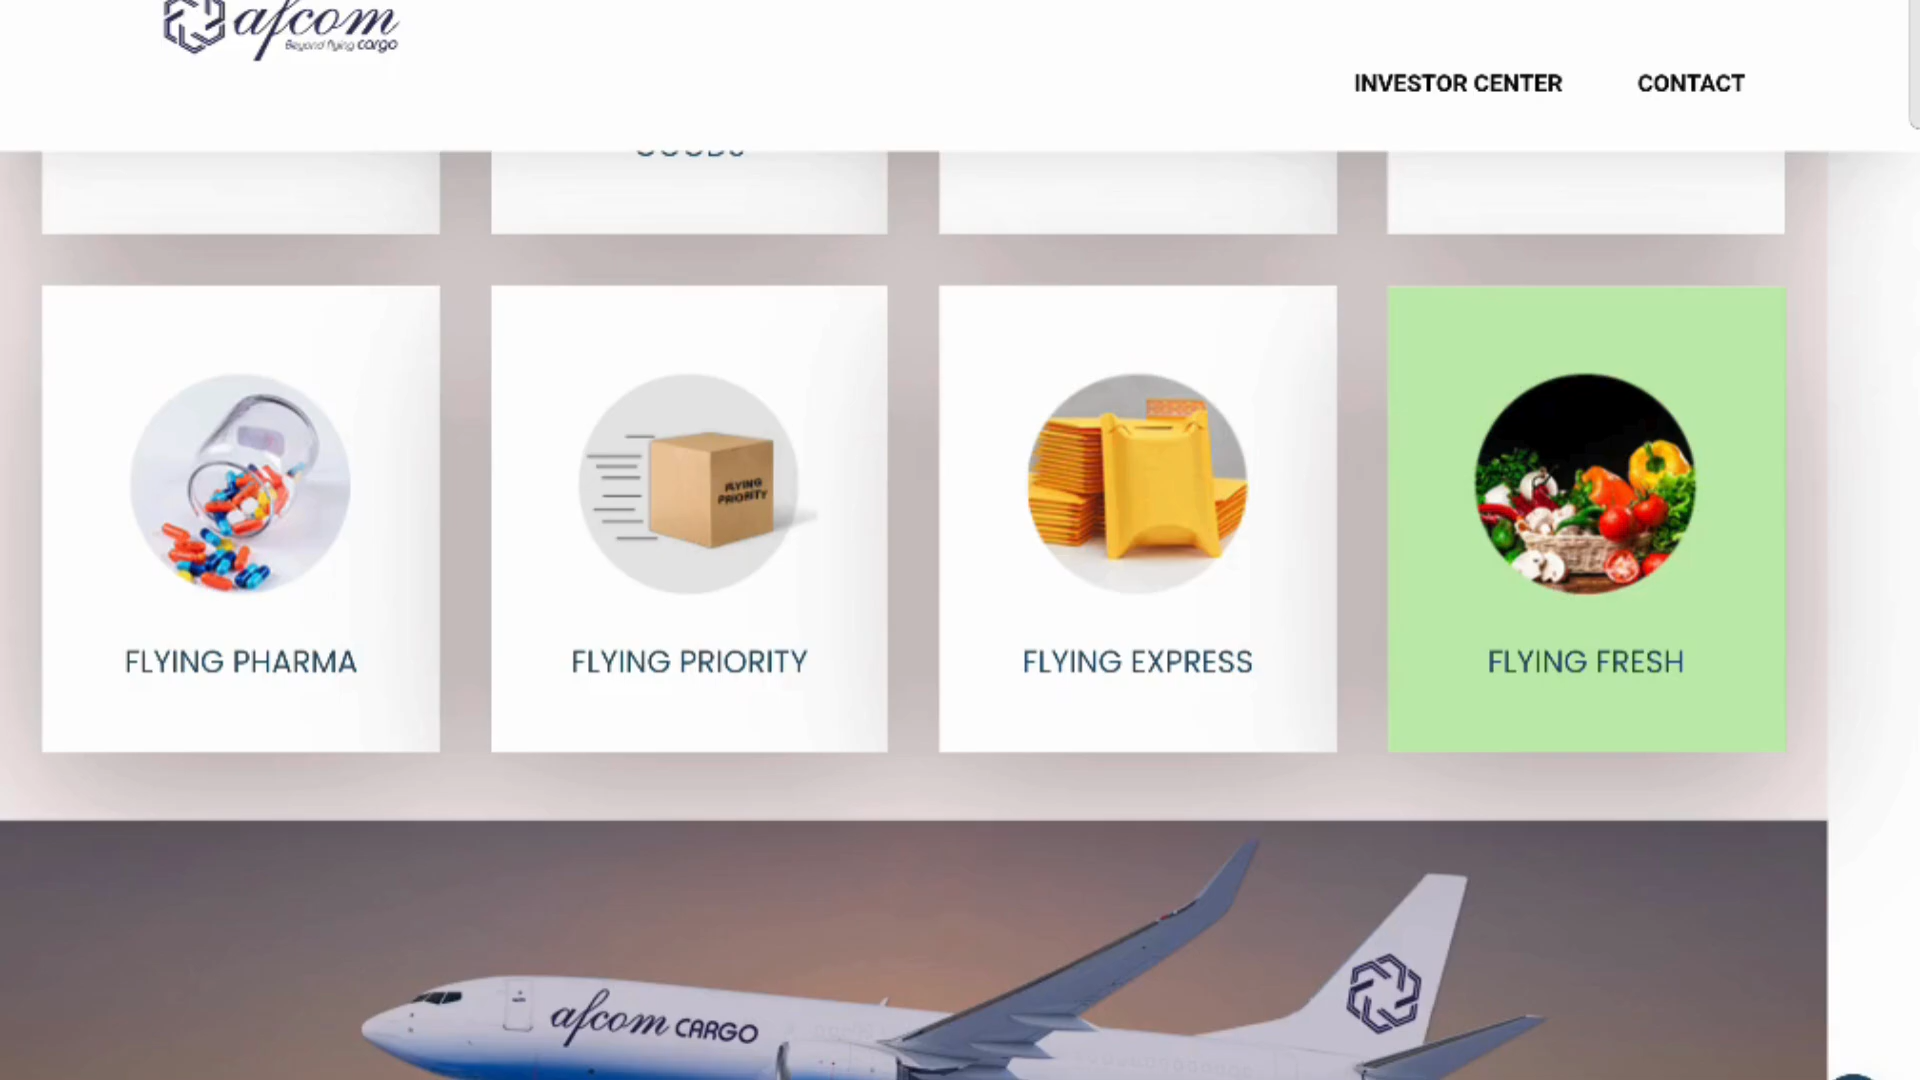 afcom
Beyond flying cargo
INVESTOR CENTER
CONTACT
GOODS
FLYING PRIORITY
FLYING PHARMA
FLYING PRIORITY
FLYING EXPRESS
FLYING FRESH
afcom CARGO